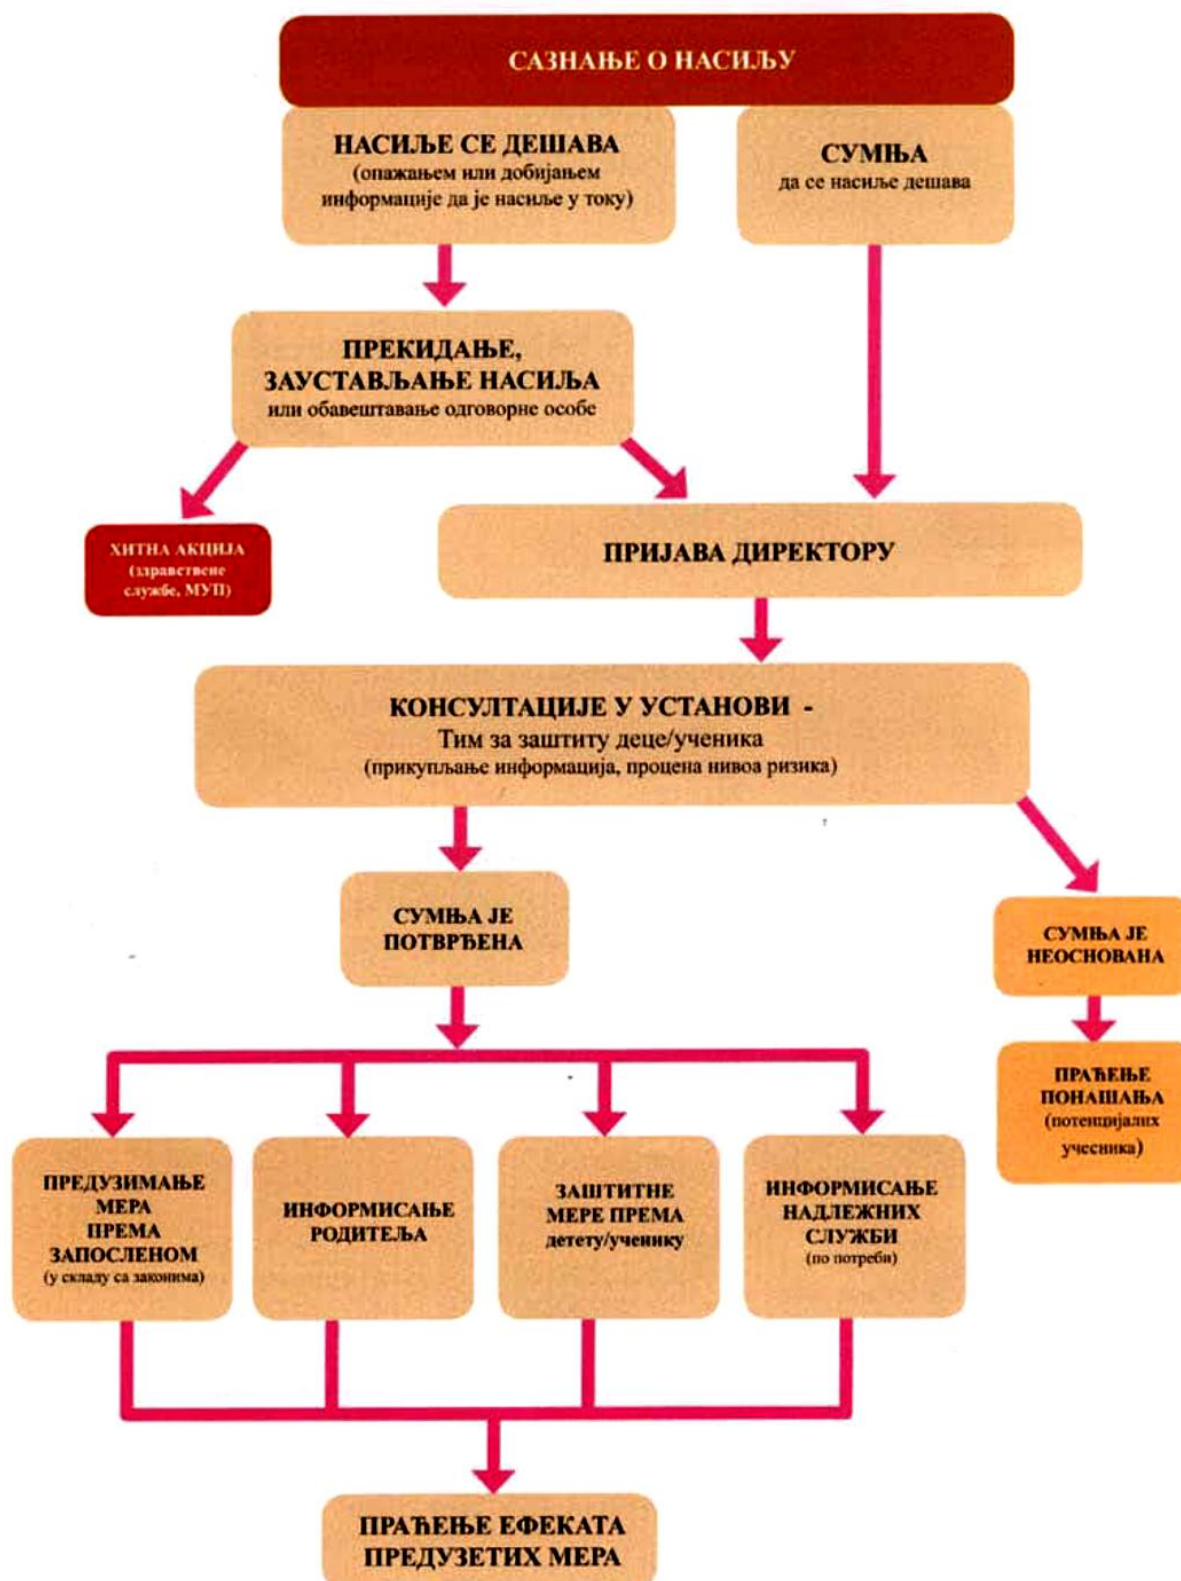 САЗНАЊЕ О НАСИЉУ
НАСИЉЕ СЕ ДЕШАВА
(опажањем или добијањем
информације да је насиље у току)
СУМЊА
да се насиље дешава
ПРЕКИДАЊЕ,
ЗАУСТАВЉАЊЕ НАСИЉА
или обавештавање одговорне особе
ХИТНА АКЦИЈА
(здравствене
службе, МУП)
ПРИЈАВА ДИРЕКТОРУ
КОНСУЛТАЦИЈЕ У УСТАНОВИ -
Тим за заштиту деце/ученика
(прикупљање информација, процена нивоа ризика)
СУМЊА ЈЕ
ПОТВРЂЕНА
СУМЊА ЈЕ
НЕОСНОВАНА
ПРАЋЕЊЕ
ПОНАШАЊА
(потенцијалих
учесника)
ПРЕДУЗИМАЊЕ
МЕРА
ПРЕМА
ЗАПОСЛЕНОМ
(у складу са законима)
ИНФОРМИСАЊЕ
РОДИТЕЉА
ЗАШТИТНЕ
МЕРЕ ПРЕМА
детету/ученику
ИНФОРМИСАЊЕ
НАДЛЕЖНИХ
СЛУЖБИ
(по потреби)
ПРАЋЕЊЕ ЕФЕКАТА
ПРЕДУЗЕТИХ МЕРА